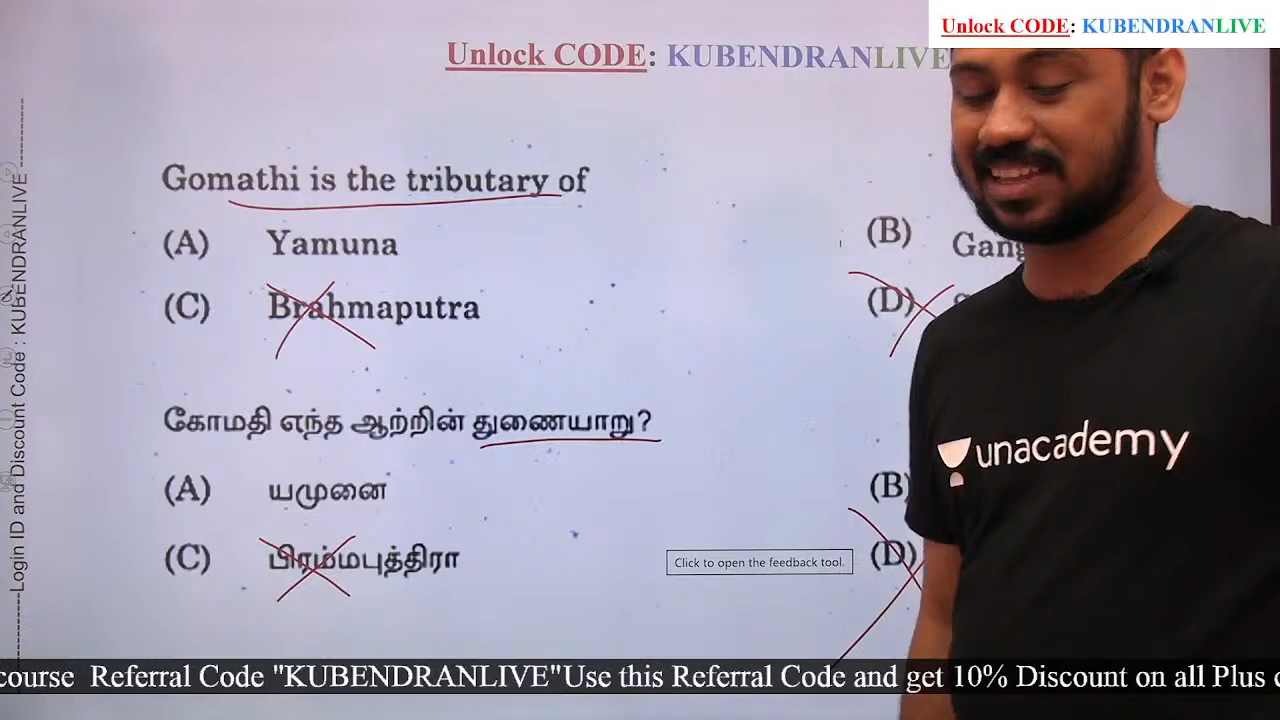 Unlock CODE: KUBENDRANLIVE
Unlock CODE: KUBENDRANLIVE
Gomathi is the tributary of
(A) Yamuna
(B)
(C) Brahmaputra
(D)
கோமதி எந்த ஆற்றின் துணையாறு?
(A) யமுனை
(B)
(C) பிரம்மபுத்திரா
(D)
Click to open the feedback tool.
unacademy
Login ID and Discount Code : KUBENDRANLIVE
course Referral Code "KUBENDRANLIVE"Use this Referral Code and get 10% Discount on all Plus